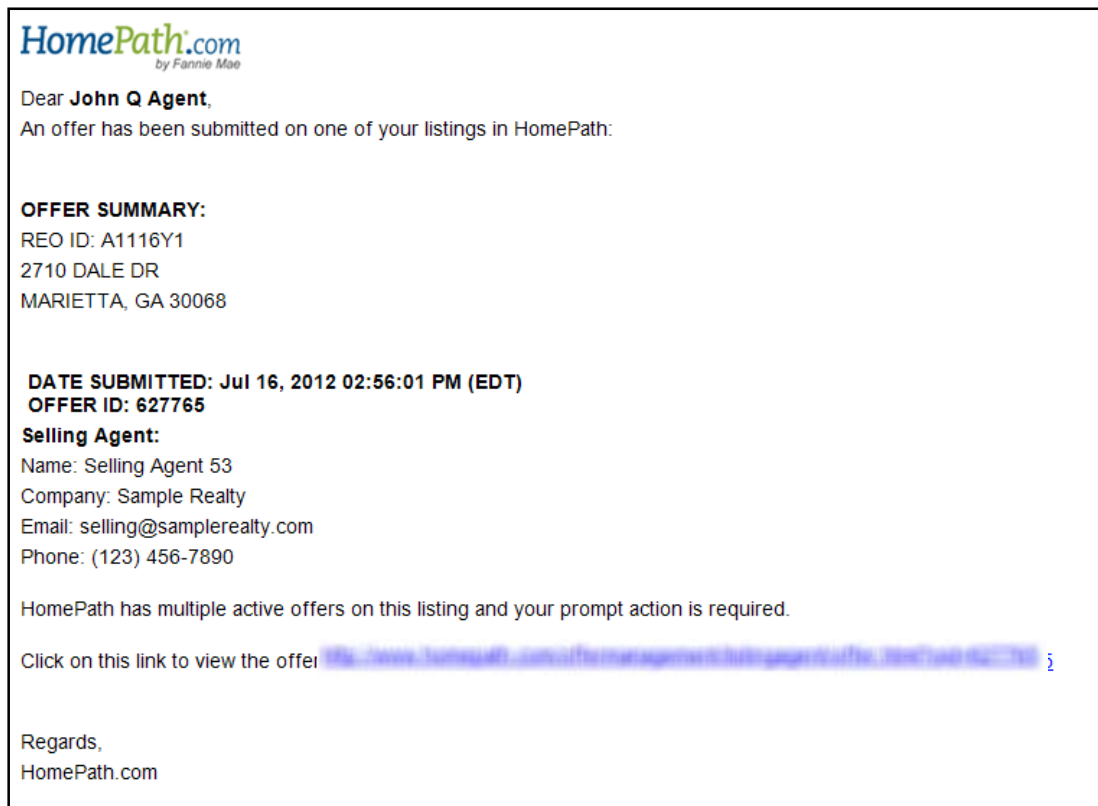 HomePath.com
by Fannie Mae
Dear John Q Agent,
An offer has been submitted on one of your listings in HomePath:
OFFER SUMMARY:
REO ID: A1116Y1
2710 DALE DR
MARIETTA, GA 30068
DATE SUBMITTED: Jul 16, 2012 02:56:01 PM (EDT)
OFFER ID: 627765
Selling Agent:
Name: Selling Agent 53
Company: Sample Realty
Email: selling@samplerealty.com
Phone: (123) 456-7890
HomePath has multiple active offers on this listing and your prompt action is required.
Click on this link to view the offer
Regards,
HomePath.com